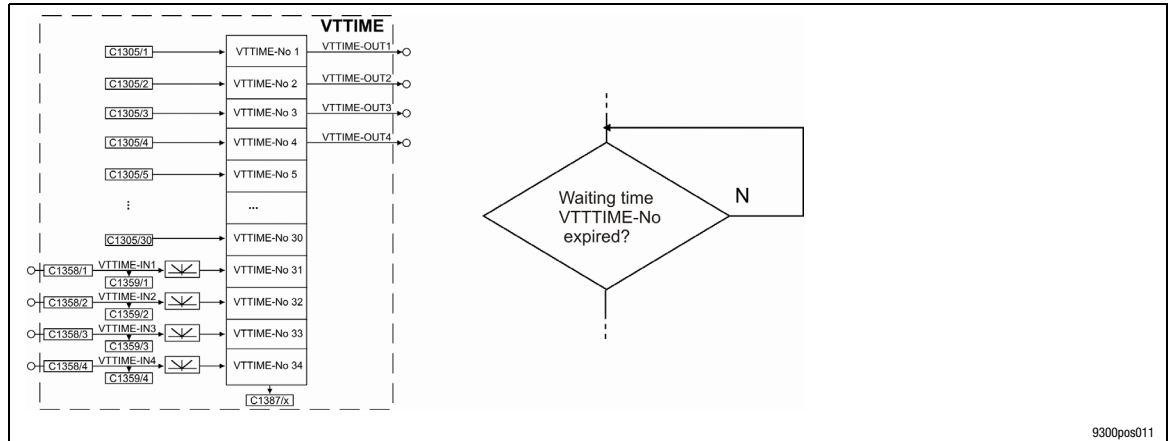 VTTIME
C1305/1 VTTIME-No 1 VTTIME-OUT1
C1305/2 VTTIME-No 2 VTTIME-OUT2
C1305/3 VTTIME-No 3 VTTIME-OUT3
C1305/4 VTTIME-No 4 VTTIME-OUT4
C1305/5 VTTIME-No 5
⋮ ...
C1305/30 VTTIME-No 30
C1358/1 VTTIME-IN1 VTTIME-No 31
C1359/1
C1358/2 VTTIME-IN2 VTTIME-No 32
C1359/2
C1358/3 VTTIME-IN3 VTTIME-No 33
C1359/3
C1358/4 VTTIME-IN4 VTTIME-No 34
C1359/4
C1387/x
Waiting time
VTTTIME-No
expired?
N
9300pos011